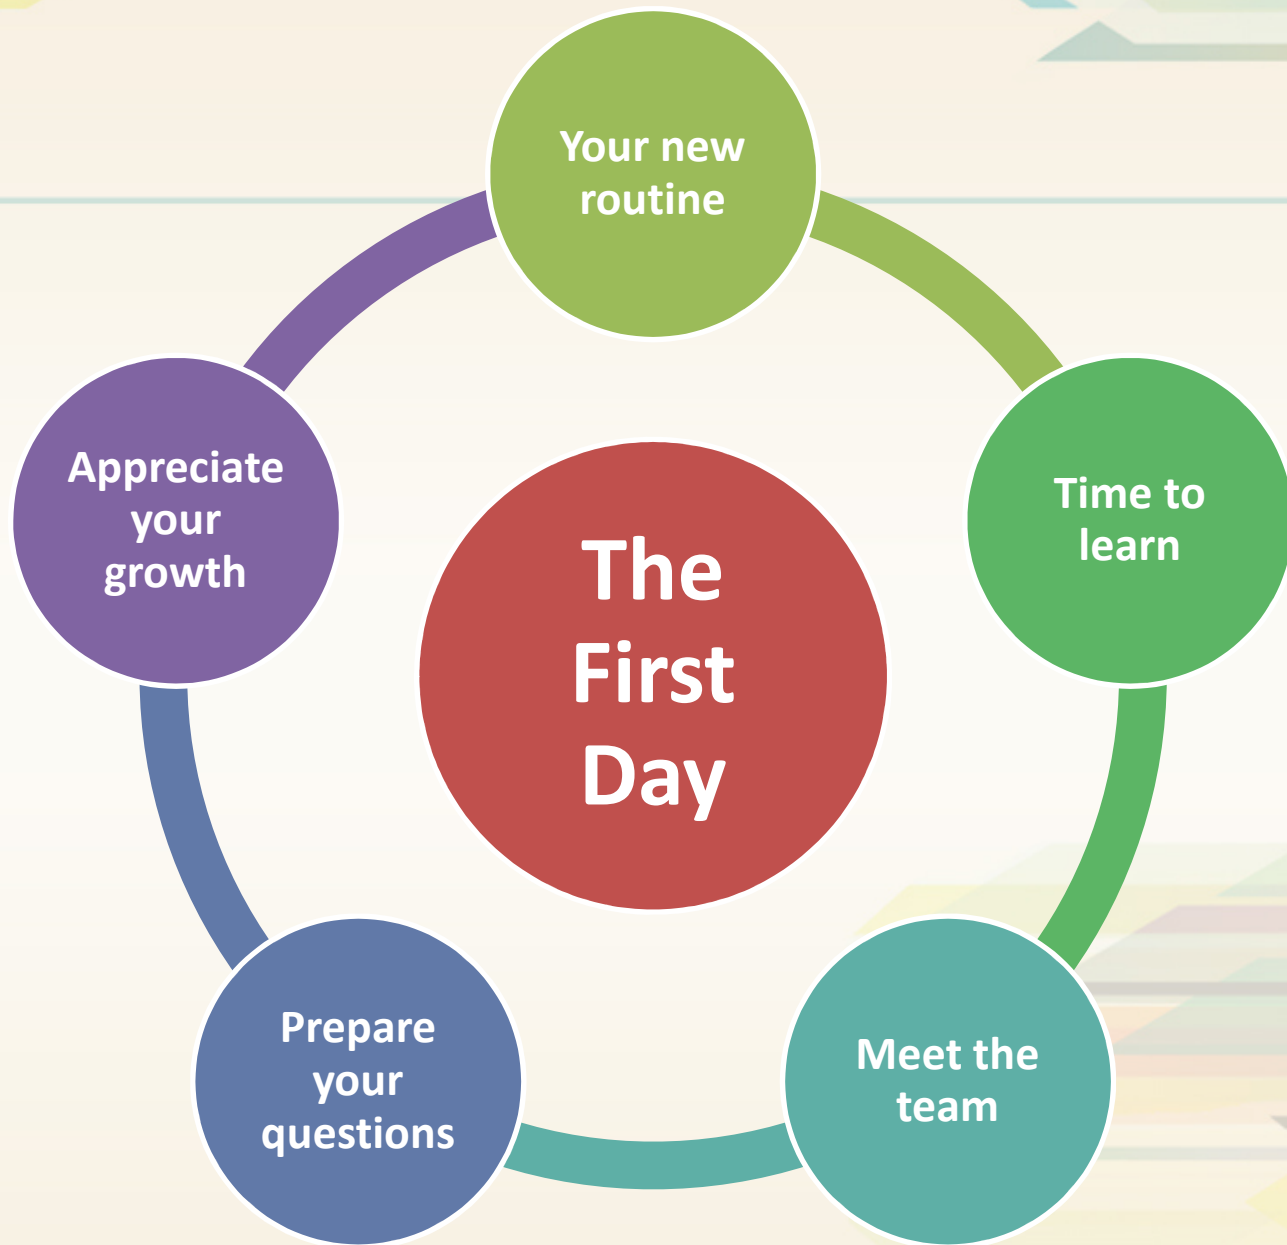 Your new
routine
Time to
learn
Meet the
team
Prepare
your
questions
Appreciate
your
growth
The
First
Day